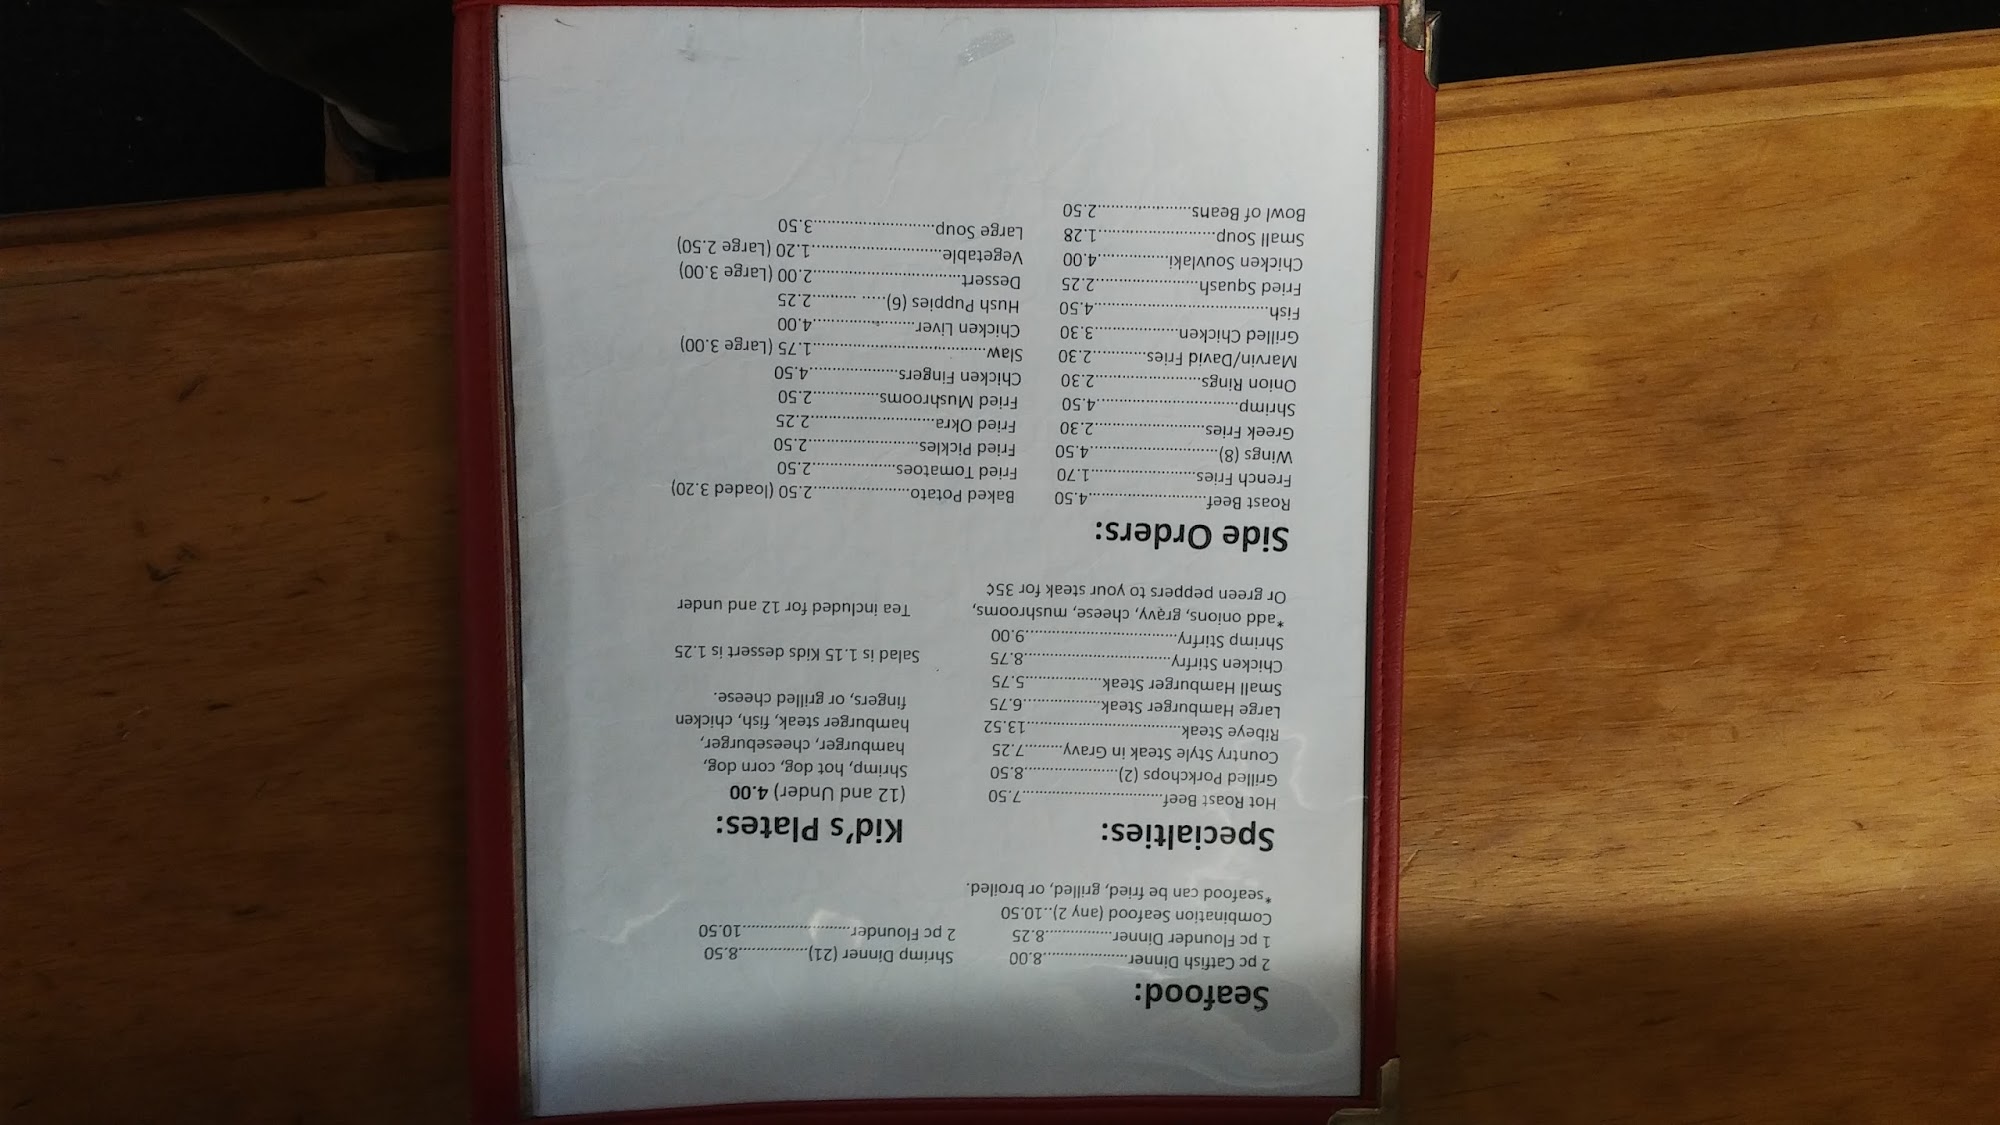 Seafood:
2 pc Catfish Dinner....................8.00
Shrimp Dinner (21)................8.50
1 pc Flounder Dinner................8.25
2 pc Flounder.........................10.50
Combination Seafood (any 2)..10.50
*seafood can be fried, grilled, or broiled.
Specialties:
Hot Roast Beef................................7.50
Grilled Porkchops (2)......................8.50
Country Style Steak in Gravy.........7.25
Ribeye Steak...................................13.52
Large Hamburger Steak..................6.75
Small Hamburger Steak..................5.75
Chicken Stirfry..................................8.75
Shrimp Stirfry...................................9.00
*add onions, gravy, cheese, mushrooms,
Or green peppers to your steak for 35¢
Kid's Plates:
(12 and Under) 4.00
Shrimp, hot dog, corn dog,
hamburger, cheeseburger,
hamburger steak, fish, chicken
fingers, or grilled cheese.
Salad is 1.15 Kids dessert is 1.25
Tea included for 12 and under
Side Orders:
Roast Beef...........................4.50
French Fries........................1.70
Wings (8).............................4.50
Greek Fries..........................2.30
Shrimp................................4.50
Onion Rings........................2.30
Marvin/David Fries............2.30
Grilled Chicken...................3.30
Fish.......................................4.50
Fried Squash.......................2.25
Chicken Souvlaki................4.00
Small Soup..........................1.28
Bowl of Beans.....................2.50
Baked Potato......................2.50 (loaded 3.20)
Fried Tomatoes...................2.50
Fried Pickles.........................2.50
Fried Okra............................2.25
Fried Mushrooms...............2.50
Chicken Fingers....................4.50
Slaw.......................................1.75 (Large 3.00)
Chicken Liver.......................4.00
Hush Puppies (6)..... ..........2.25
Dessert.................................2.00 (Large 3.00)
Vegetable.............................1.20 (Large 2.50)
Large Soup...........................3.50